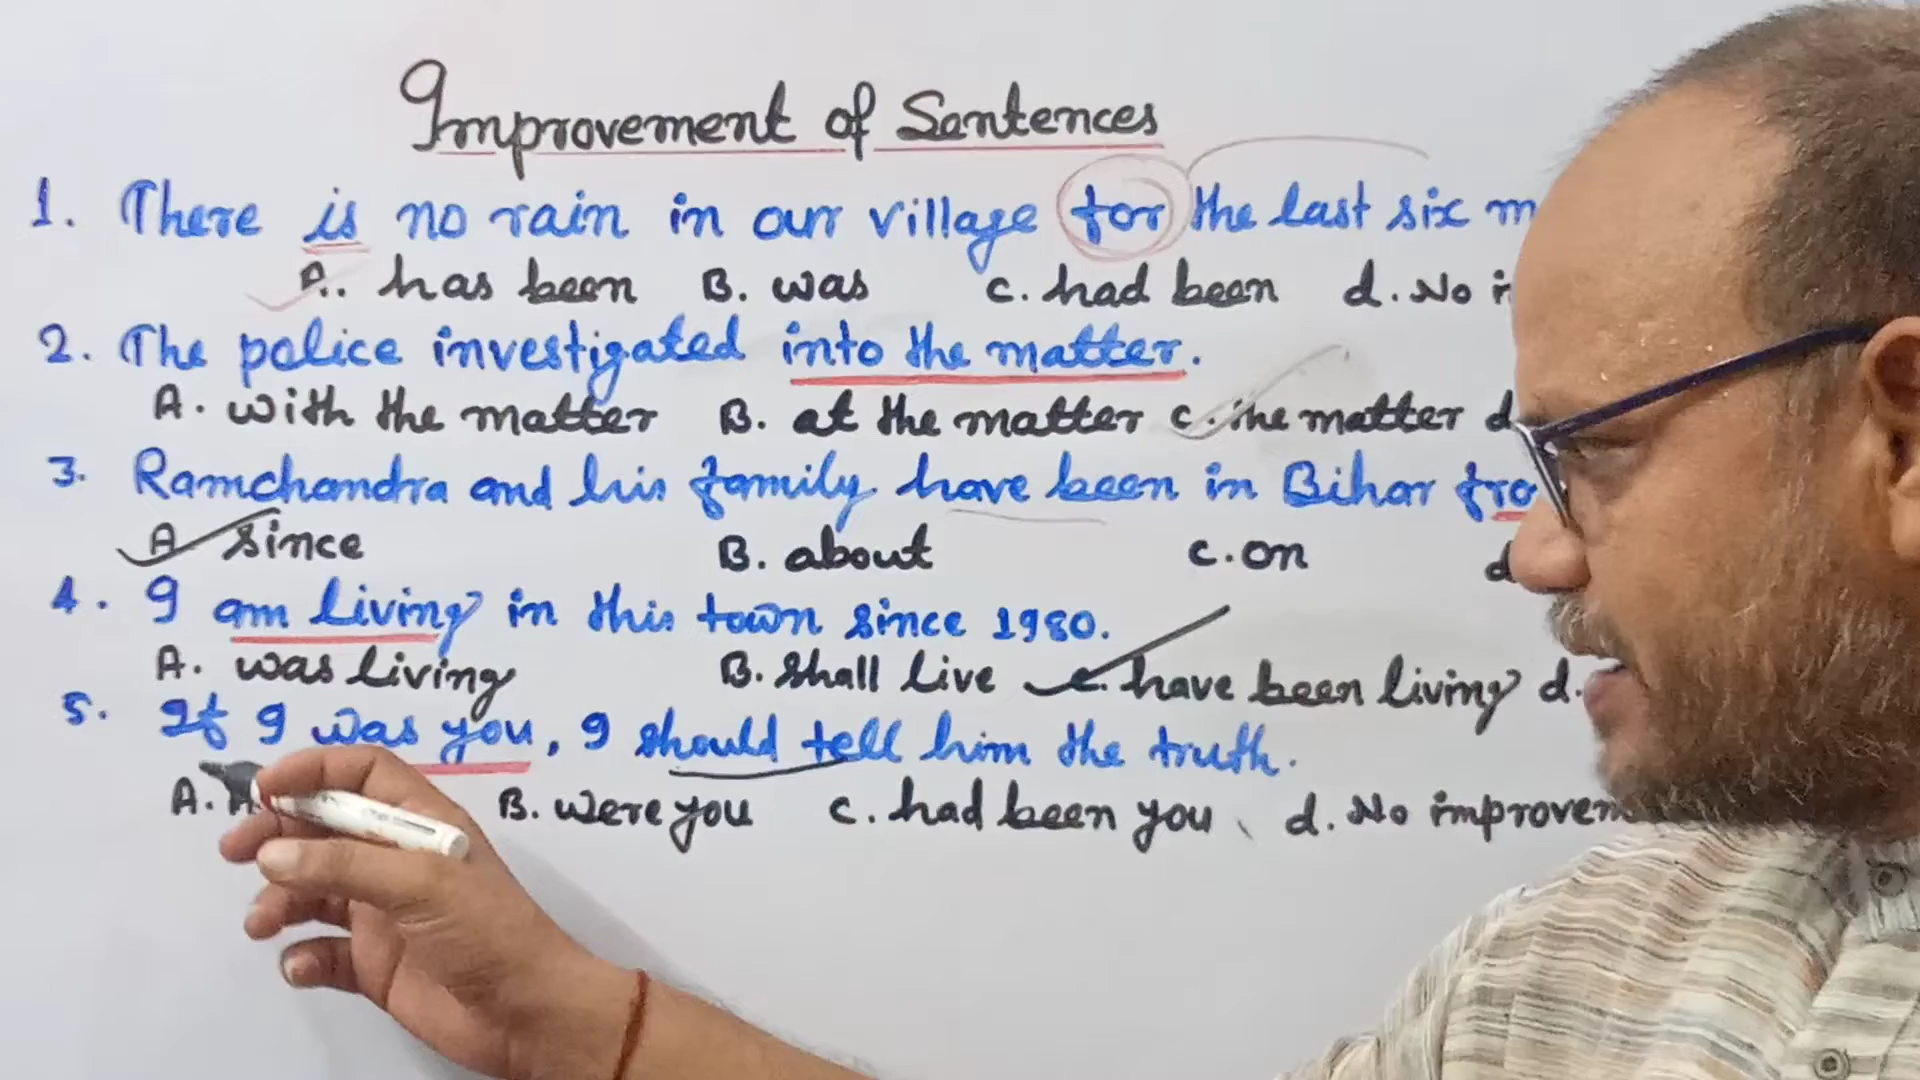 Improvement of Sentences
1. There is no rain in our village for the last six m
A. has been B. was C. had been d. No
2. The police investigated into the matter.
A. with the matter B. at the matter C. the matter d
3. Ramchandra and his family have been in Bihar fro
A since B. about C. on d
4. I am living in this town since 1980.
A. was living B. shall live C. have been living d.
5. If I was you, I should tell him the truth.
A. B. were you C. had been you d. No improvem